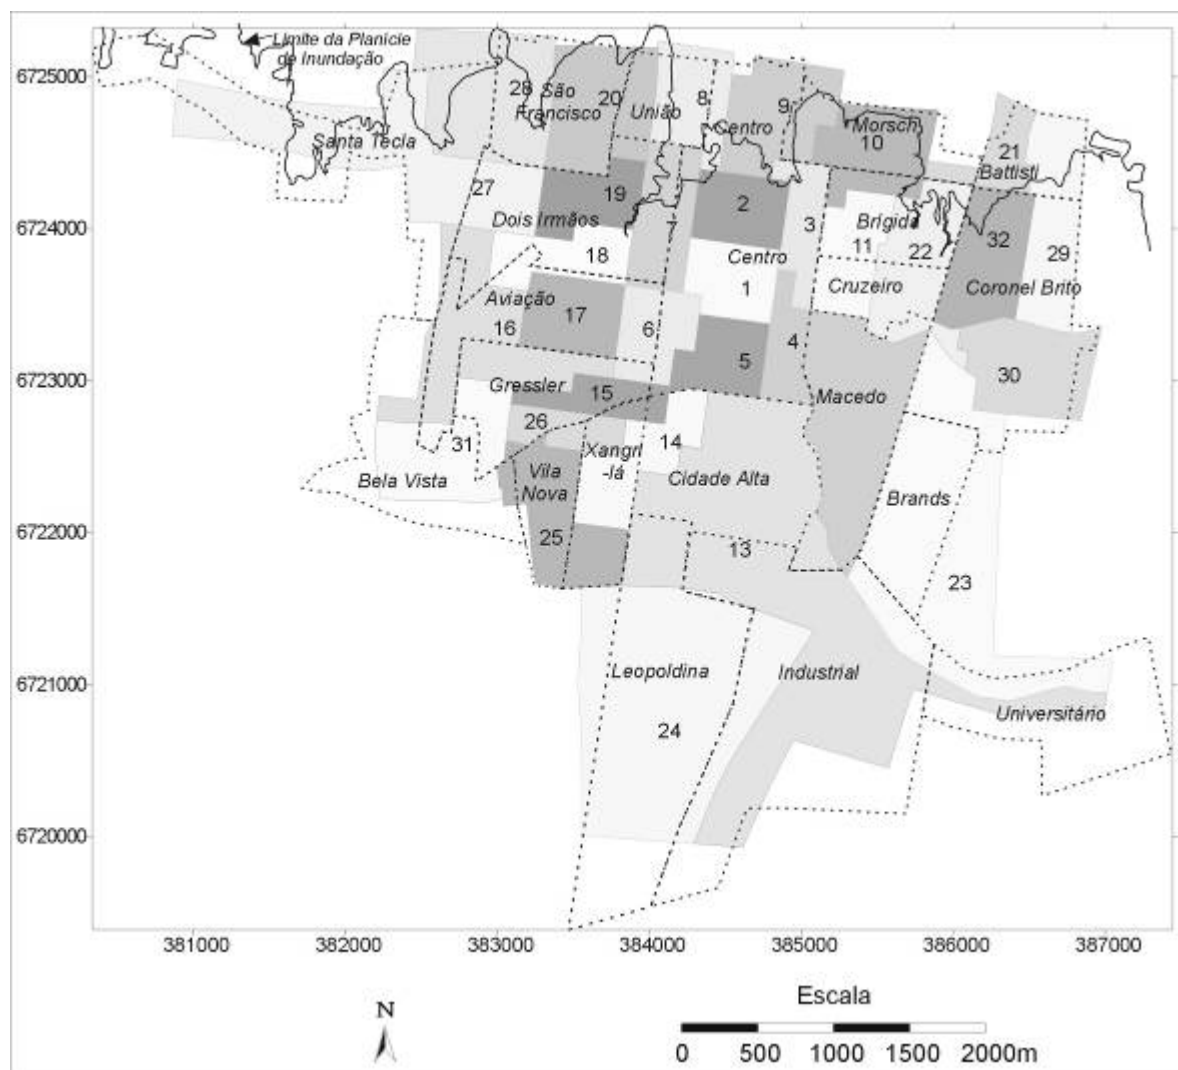 Limite da Planície
de Inundação
6725000
28
São
Francisco
20
União
8
Centro
9
Morsch
10
Santa Tecla
21
Battisti
27
19
Dois Irmãos
7
2
3
Brígida
11
22
32
29
6724000
18
Centro
1
Cruzeiro
Coronel Brito
Aviação
16
17
6
5
4
30
6723000
Gressler
15
Macedo
26
31
Xangri
-lá
14
Bela Vista
Vila
Nova
Cidade Alta
Brands
6722000
25
13
23
6721000
Leopoldina
Industrial
Universitário
24
6720000
381000
382000
383000
384000
385000
386000
387000
N
Escala
0
500
1000
1500
2000m